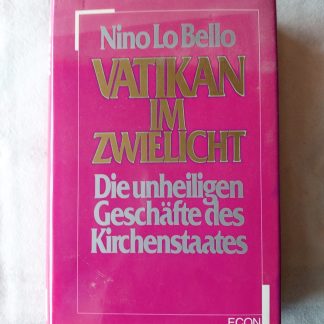 Nino Lo Bello
VATIKAN
IM
ZWIELICHT
Die unheiligen
Geschäfte des
Kirchenstaates
ECON